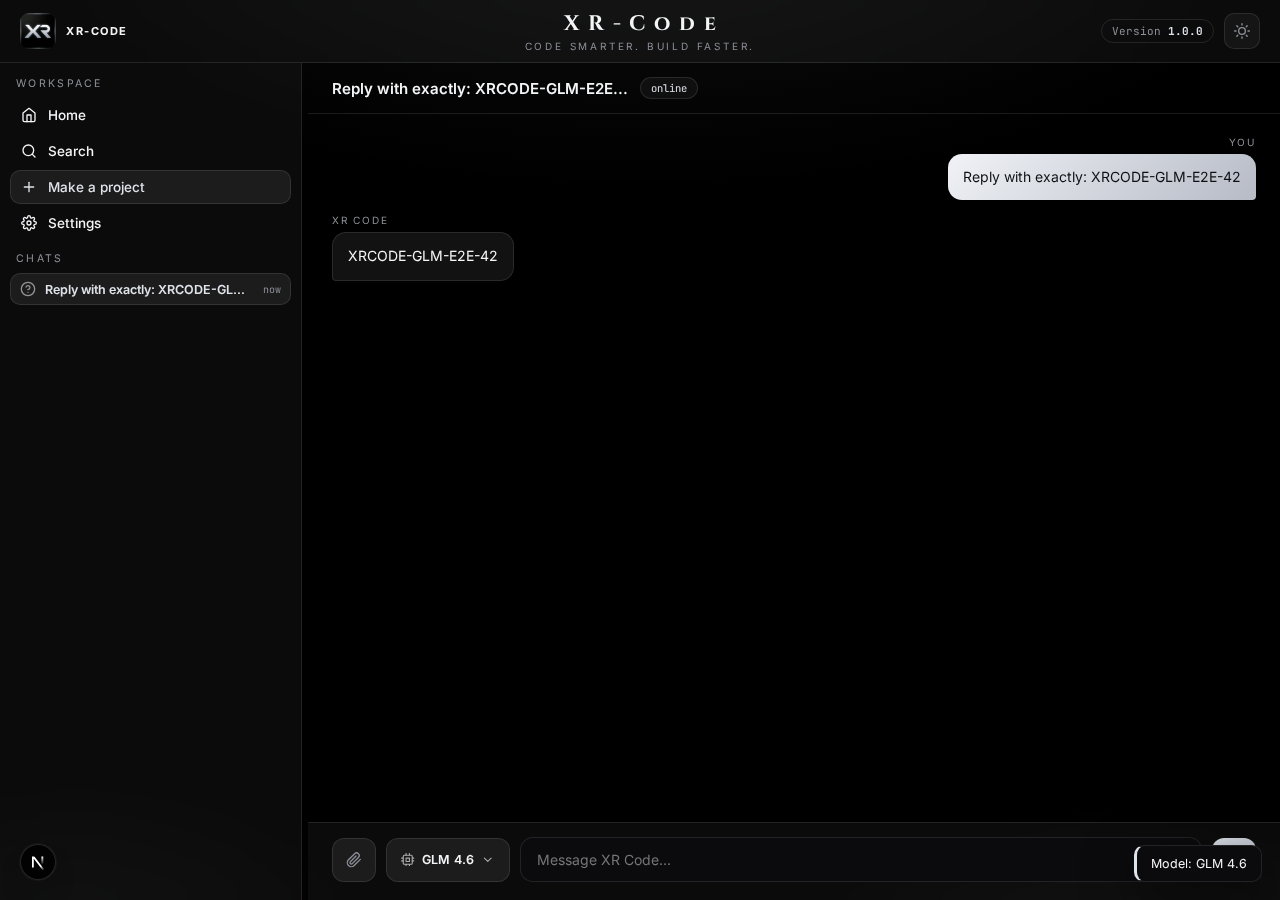 XR
XR-CODE
XR-CODE
CODE SMARTER. BUILD FASTER.
Version 1.0.0
WORKSPACE
Home
Search
Make a project
Settings
CHATS
Reply with exactly: XRCODE-GL...
now
Reply with exactly: XRCODE-GLM-E2E...
online
YOU
Reply with exactly: XRCODE-GLM-E2E-42
XR CODE
XRCODE-GLM-E2E-42
N
GLM 4.6
Message XR Code...
Model: GLM 4.6